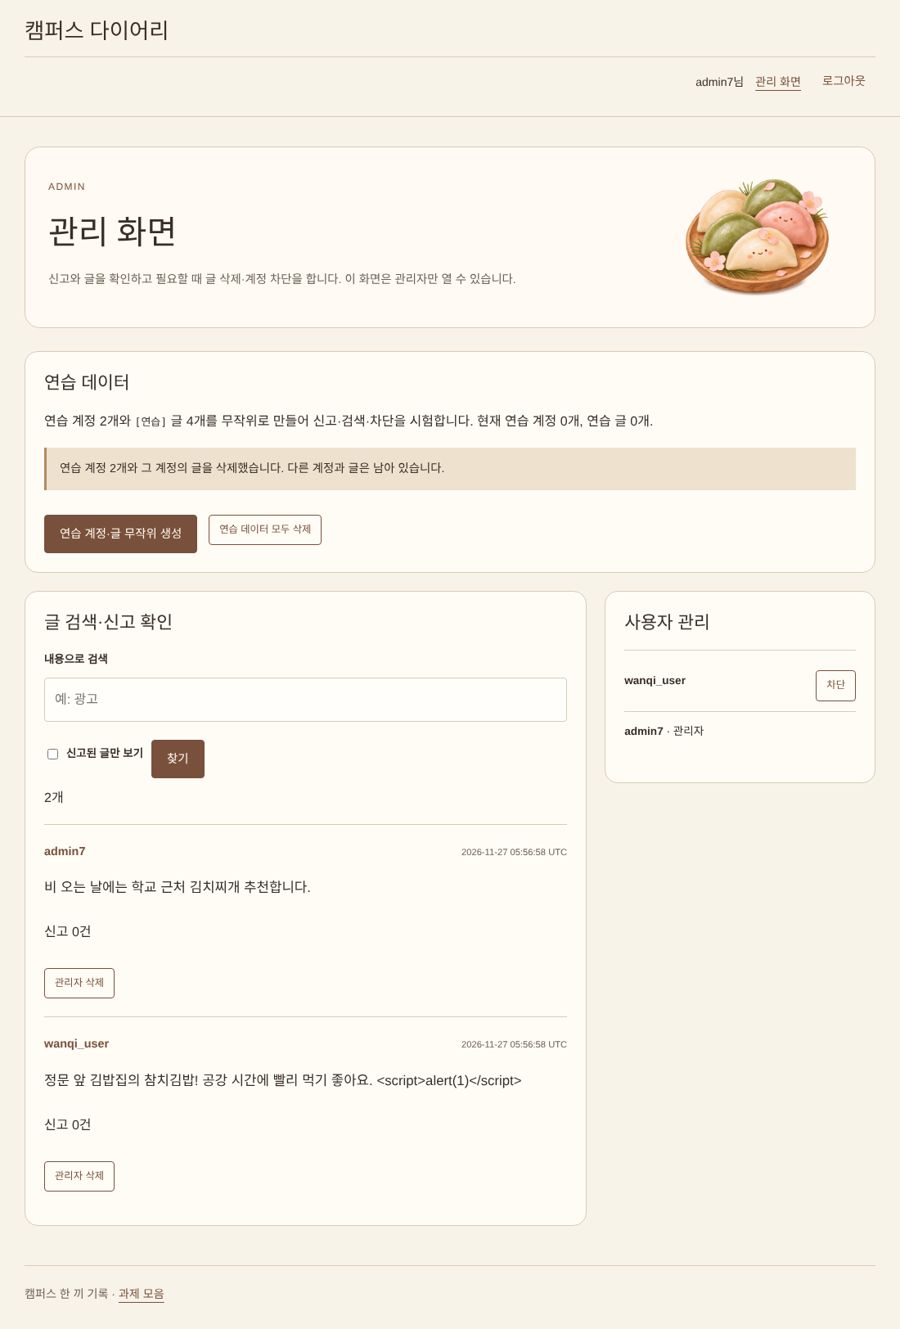 캠퍼스 다이어리
admin7님 관리 화면 로그아웃
ADMIN
관리 화면
신고와 글을 확인하고 필요할 때 글 삭제·계정 차단을 합니다. 이 화면은 관리자만 열 수 있습니다.
연습 데이터
연습 계정 2개와 [연습] 글 4개를 무작위로 만들어 신고·검색·차단을 시험합니다. 현재 연습 계정 0개, 연습 글 0개.
연습 계정 2개와 그 계정의 글을 삭제했습니다. 다른 계정과 글은 남아 있습니다.
연습 계정·글 무작위 생성 연습 데이터 모두 삭제
글 검색·신고 확인
내용으로 검색
예: 광고
신고된 글만 보기 찾기
2개
admin7 2026-11-27 05:56:58 UTC
비 오는 날에는 학교 근처 김치찌개 추천합니다.
신고 0건
관리자 삭제
wanqi_user 2026-11-27 05:56:58 UTC
정문 앞 김밥집의 참치김밥! 공강 시간에 빨리 먹기 좋아요. <script>alert(1)</script>
신고 0건
관리자 삭제
사용자 관리
wanqi_user 차단
admin7 · 관리자
캠퍼스 한 끼 기록 · 과제 모음